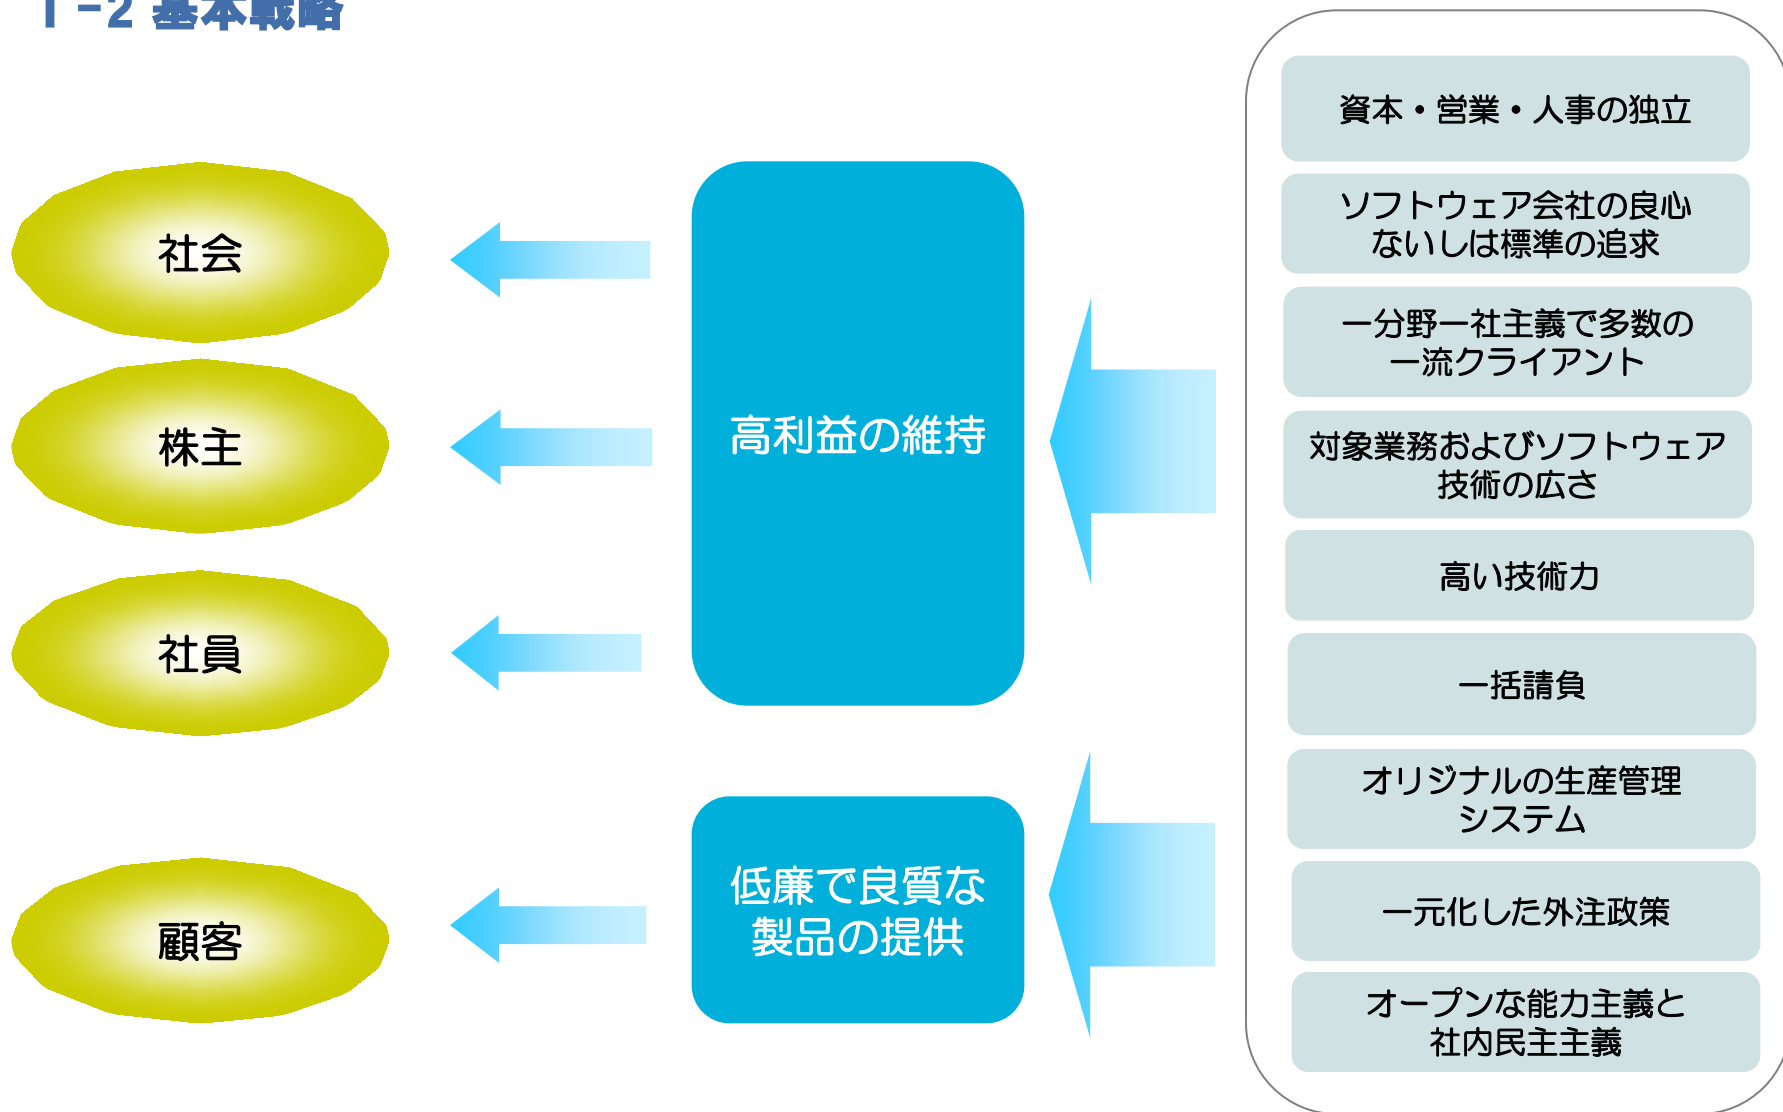 1-2 基本戦略
社会
株主
社員
顧客
高利益の維持
低廉で良質な
製品の提供
資本・営業・人事の独立
ソフトウェア会社の良心
ないしは標準の追求
一分野一社主義で多数の
一流クライアント
対象業務およびソフトウェア
技術の広さ
高い技術力
一括請負
オリジナルの生産管理
システム
一元化した外注政策
オープンな能力主義と
社内民主主義